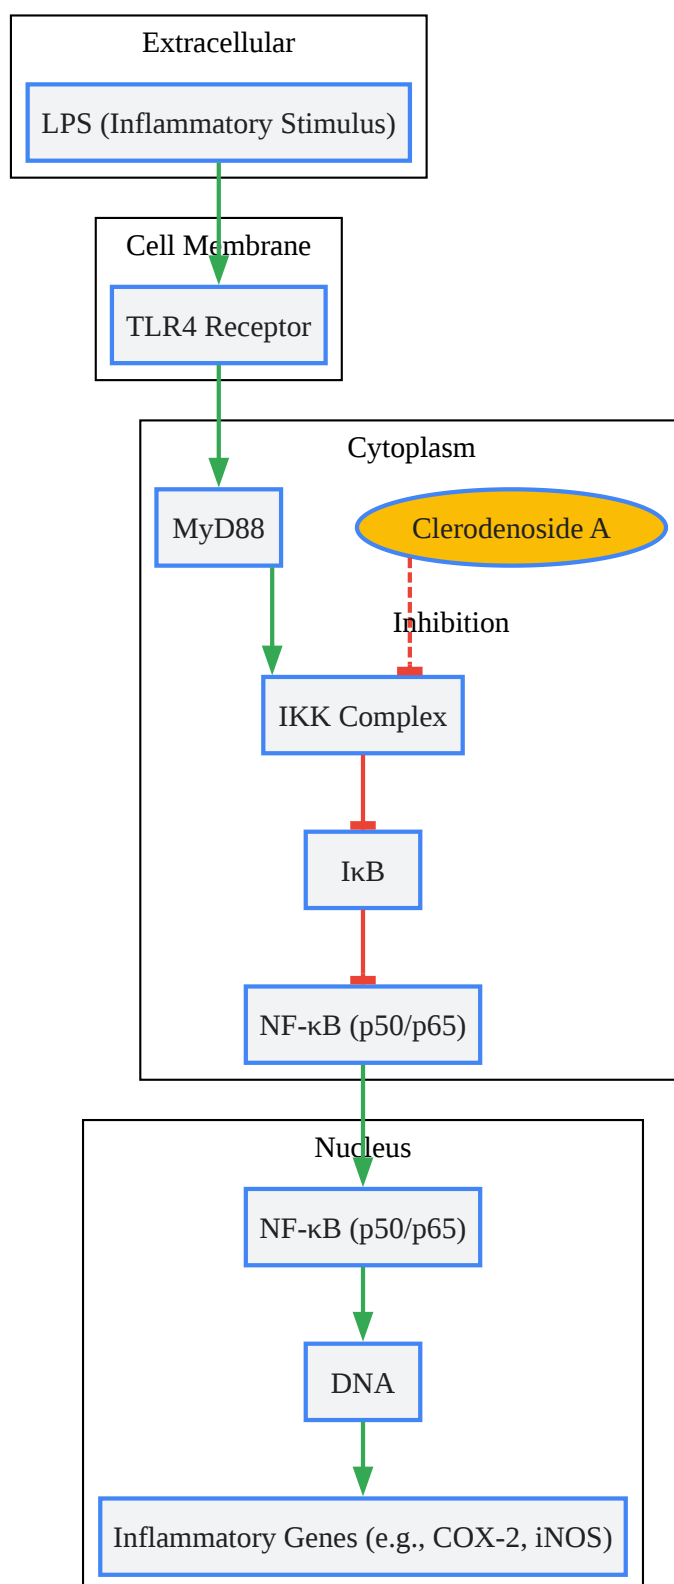 Extracellular
LPS (Inflammatory Stimulus)
Cell Membrane
TLR4 Receptor
Cytoplasm
MyD88
Clerodenoside A
Inhibition
IKK Complex
IκB
NF-κB (p50/p65)
Nucleus
NF-κB (p50/p65)
DNA
Inflammatory Genes (e.g., COX-2, iNOS)